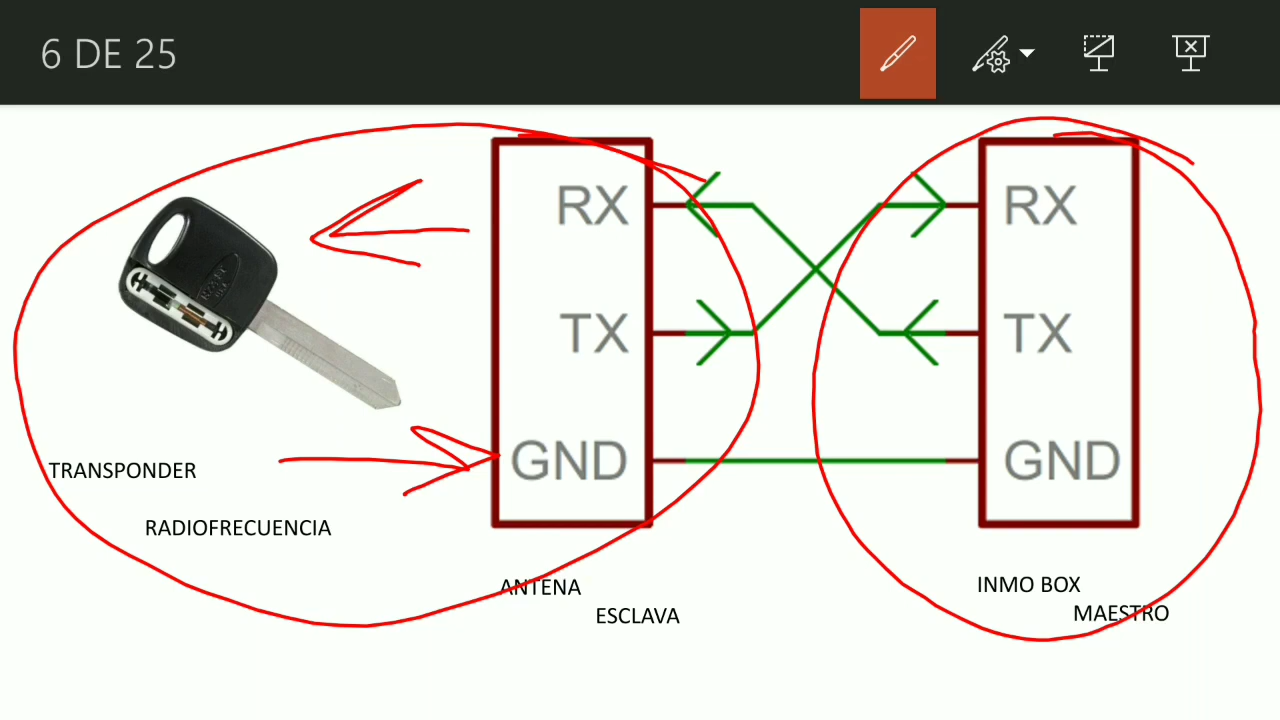 6 DE 25
RX
TX
GND
RX
TX
GND
TRANSPONDER
RADIOFRECUENCIA
ANTENA
ESCLAVA
INMO BOX
MAESTRO